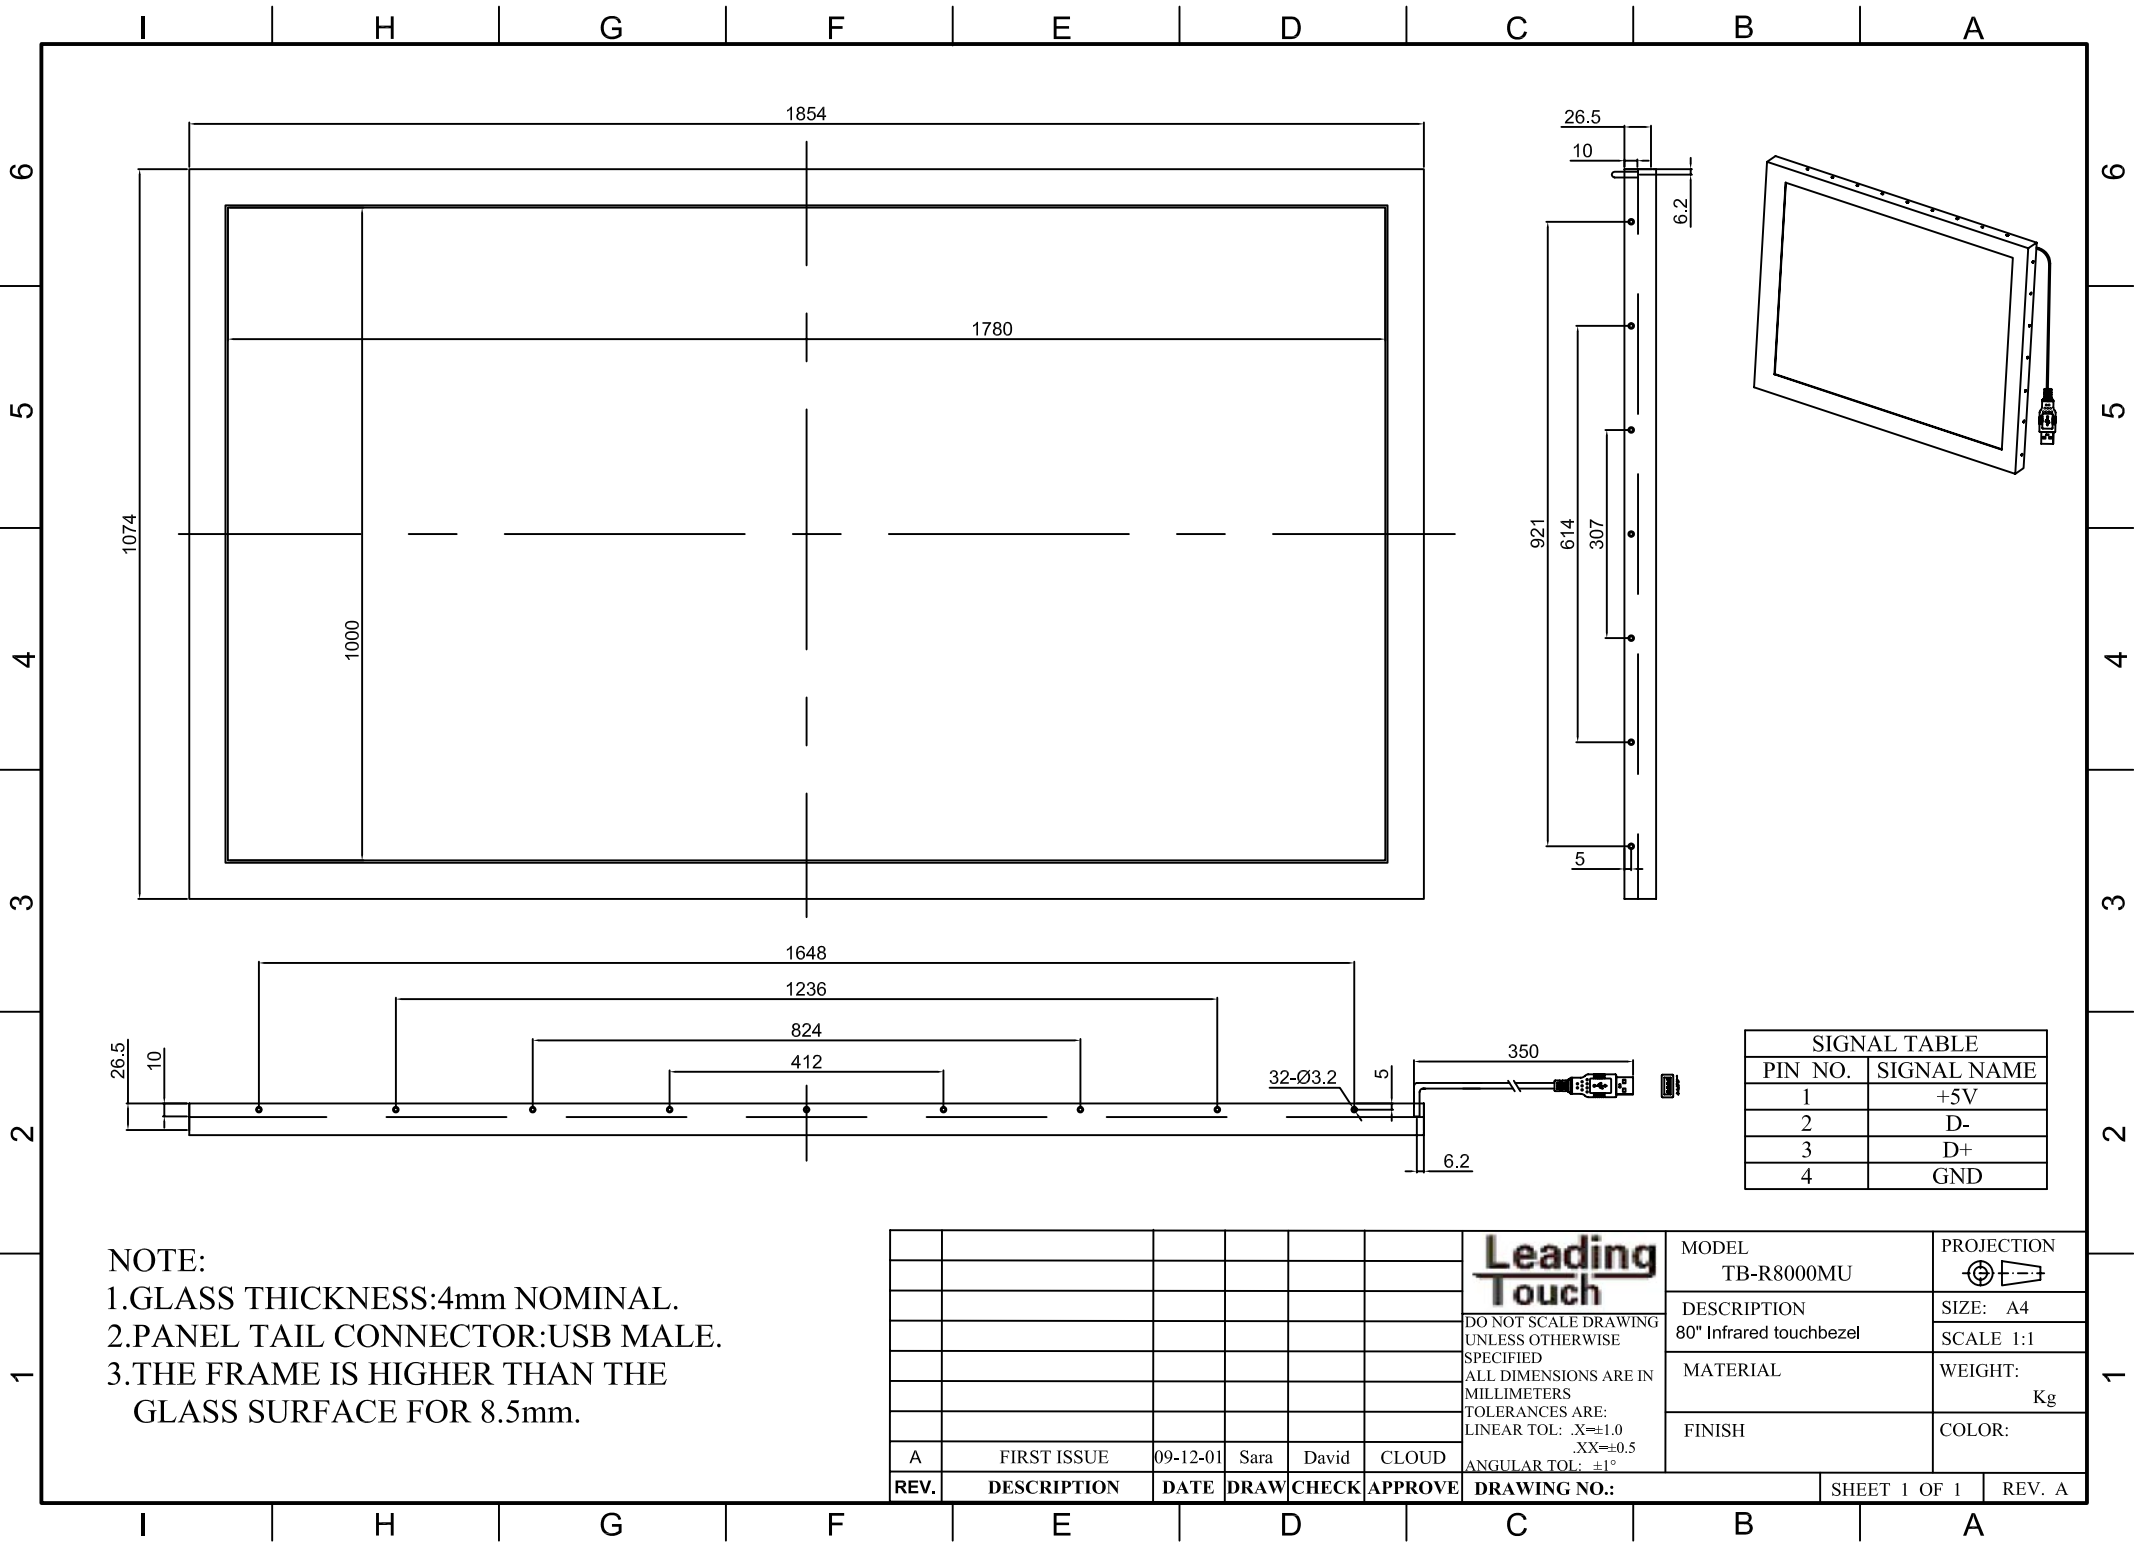 I H G F E D C B A
6 6
5 5
4 4
3 3
2 2
1 1
1854
1780
1074
1000
26.5
10
6.2
921
614
307
5
1648
1236
824
412
26.5
10
32-Ø3.2
5
350
6.2
SIGNAL TABLE
PIN NO. SIGNAL NAME
1 +5V
2 D-
3 D+
4 GND
NOTE:
1.GLASS THICKNESS:4mm NOMINAL.
2.PANEL TAIL CONNECTOR:USB MALE.
3.THE FRAME IS HIGHER THAN THE
GLASS SURFACE FOR 8.5mm.
A FIRST ISSUE 09-12-01 Sara David CLOUD
REV. DESCRIPTION DATE DRAW CHECK APPROVE
Leading
Touch
DO NOT SCALE DRAWING
UNLESS OTHERWISE
SPECIFIED
ALL DIMENSIONS ARE IN
MILLIMETERS
TOLERANCES ARE:
LINEAR TOL: .X=±1.0
.XX=±0.5
ANGULAR TOL: ±1°
DRAWING NO.:
MODEL
TB-R8000MU
DESCRIPTION
80" Infrared touchbezel
MATERIAL
FINISH
PROJECTION
SIZE: A4
SCALE 1:1
WEIGHT:
Kg
COLOR:
SHEET 1 OF 1
REV. A
I H G F E D C B A